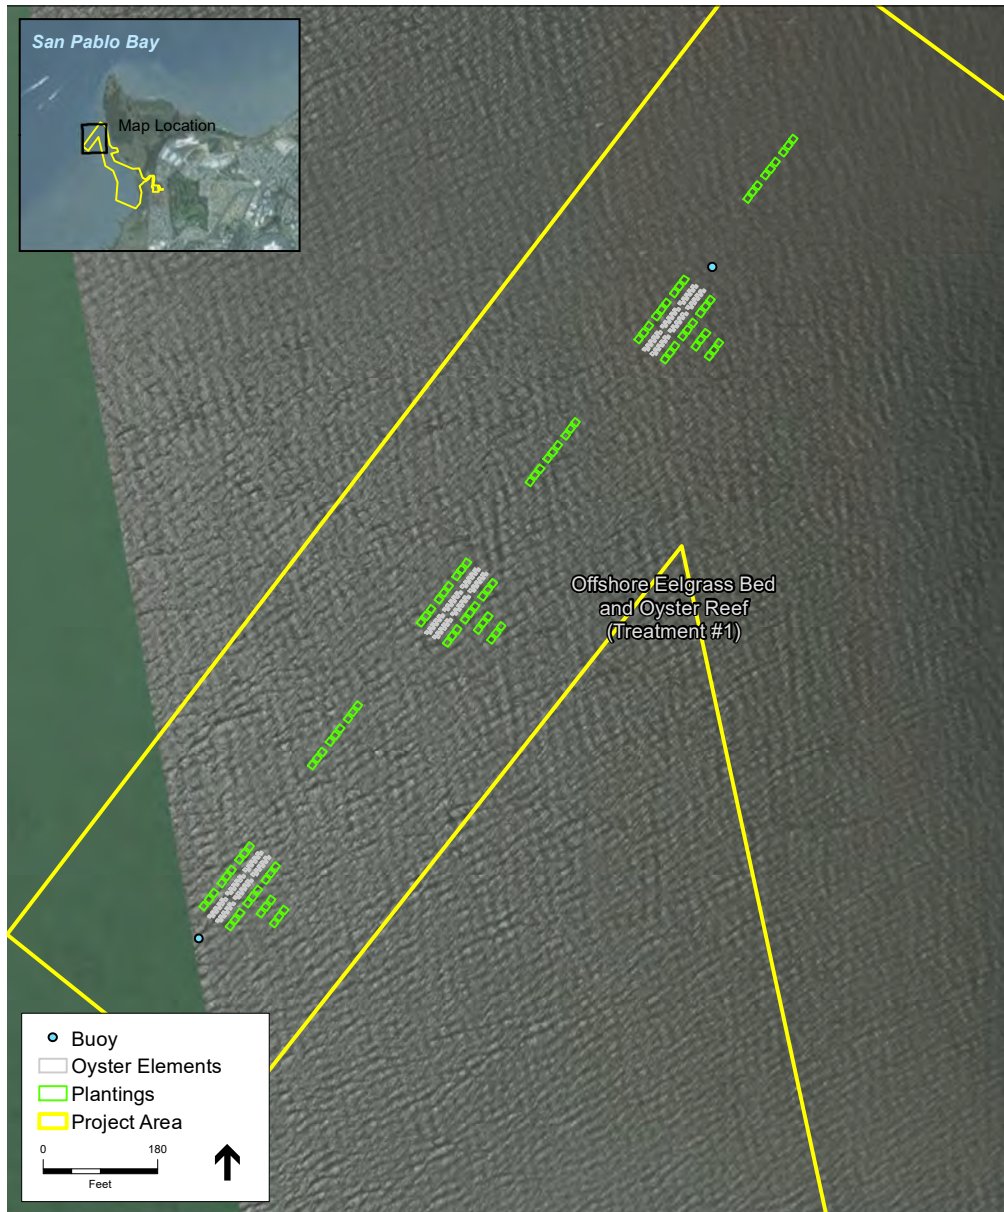 San Pablo Bay
Map Location
Offshore Eelgrass Bed
and Oyster Reef
(Treatment #1)
Buoy
Oyster Elements
Plantings
Project Area
0 180
Feet